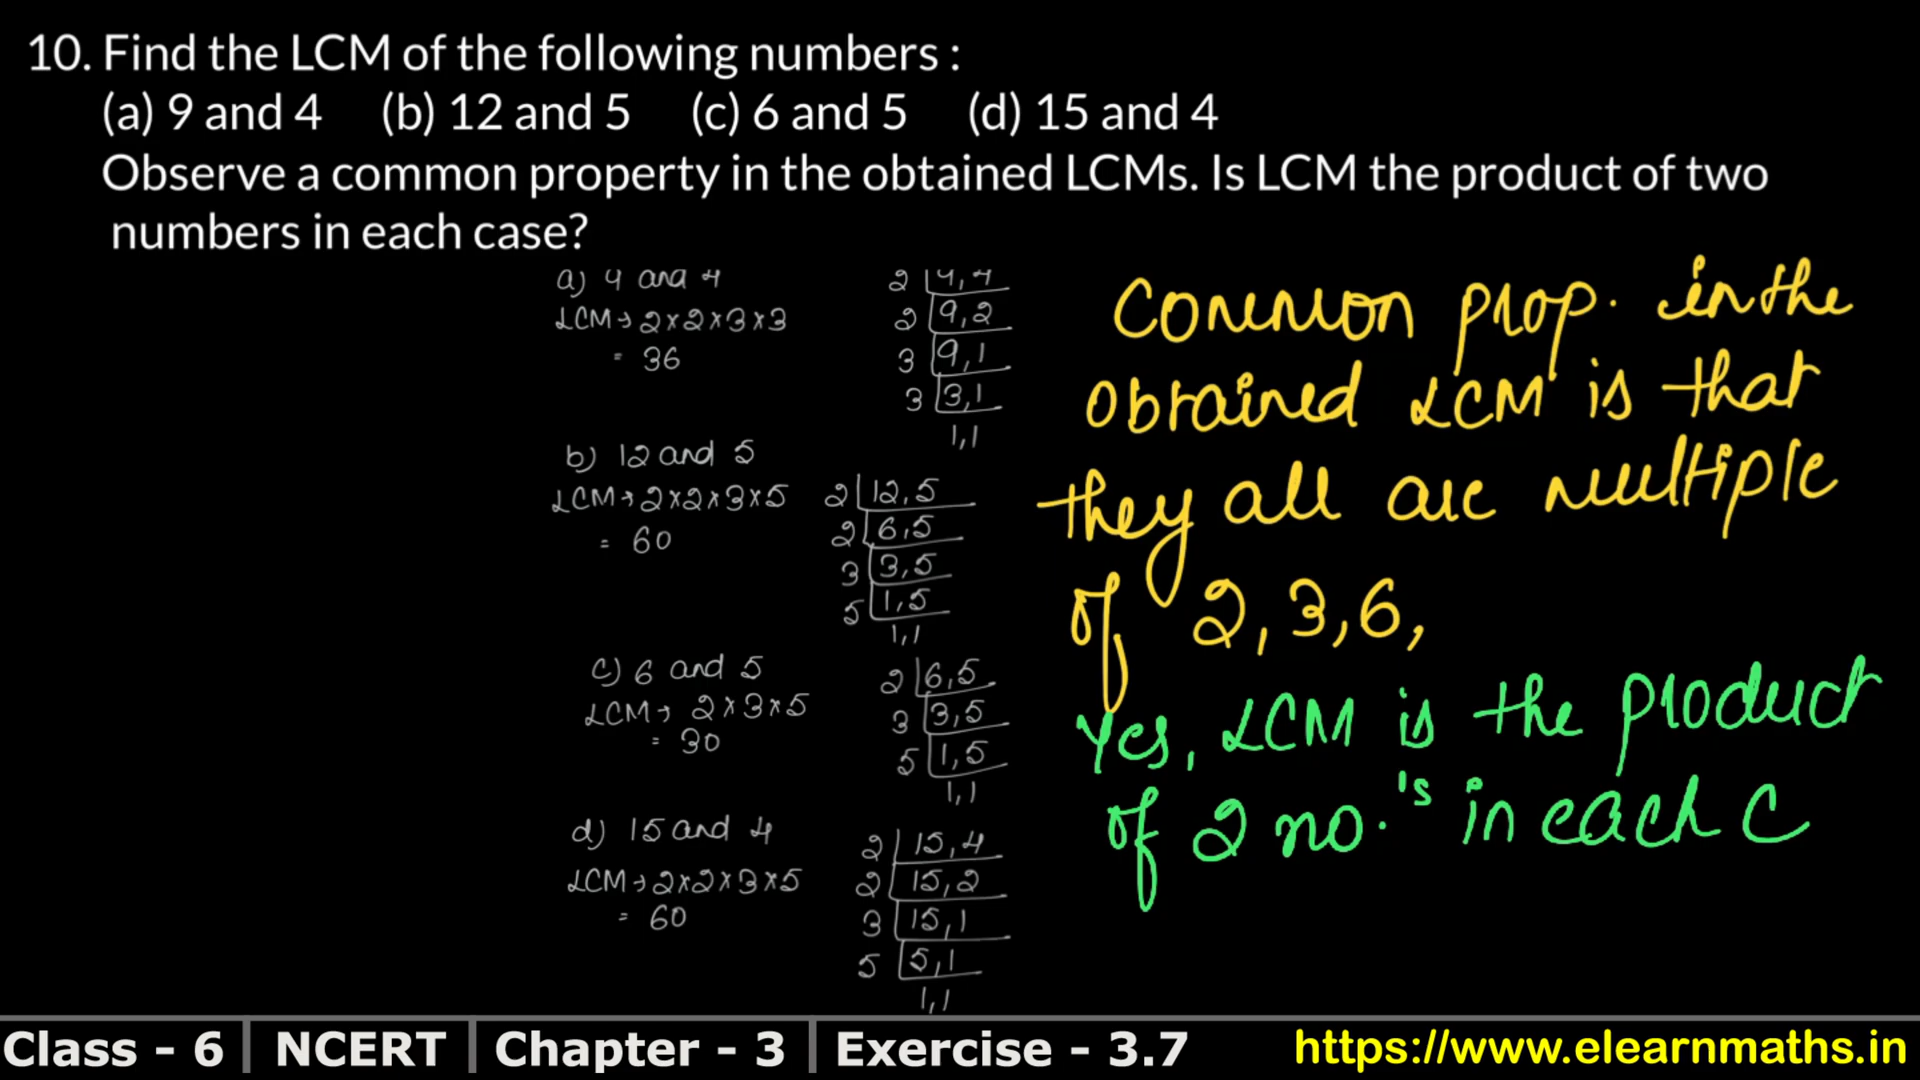 10. Find the LCM of the following numbers :
(a) 9 and 4 (b) 12 and 5 (c) 6 and 5 (d) 15 and 4
Observe a common property in the obtained LCMs. Is LCM the product of two
numbers in each case?
a) 9 and 4
LCM → 2×2×3×3
= 36
2 | 9, 4
2 | 9, 2
3 | 9, 1
3 | 3, 1
1, 1
b) 12 and 5
LCM → 2×2×3×5
= 60
2 | 12, 5
2 | 6, 5
3 | 3, 5
5 | 1, 5
1, 1
c) 6 and 5
LCM → 2×3×5
= 30
2 | 6, 5
3 | 3, 5
5 | 1, 5
1, 1
d) 15 and 4
LCM → 2×2×3×5
= 60
2 | 15, 4
2 | 15, 2
3 | 15, 1
5 | 5, 1
1, 1
Common prop. in the
obtained LCM is that
they all are multiple
of 2, 3, 6,
Yes, LCM is the product
of 2 no.'s in each C
Class - 6 | NCERT | Chapter - 3 | Exercise - 3.7
https://www.elearnmaths.in